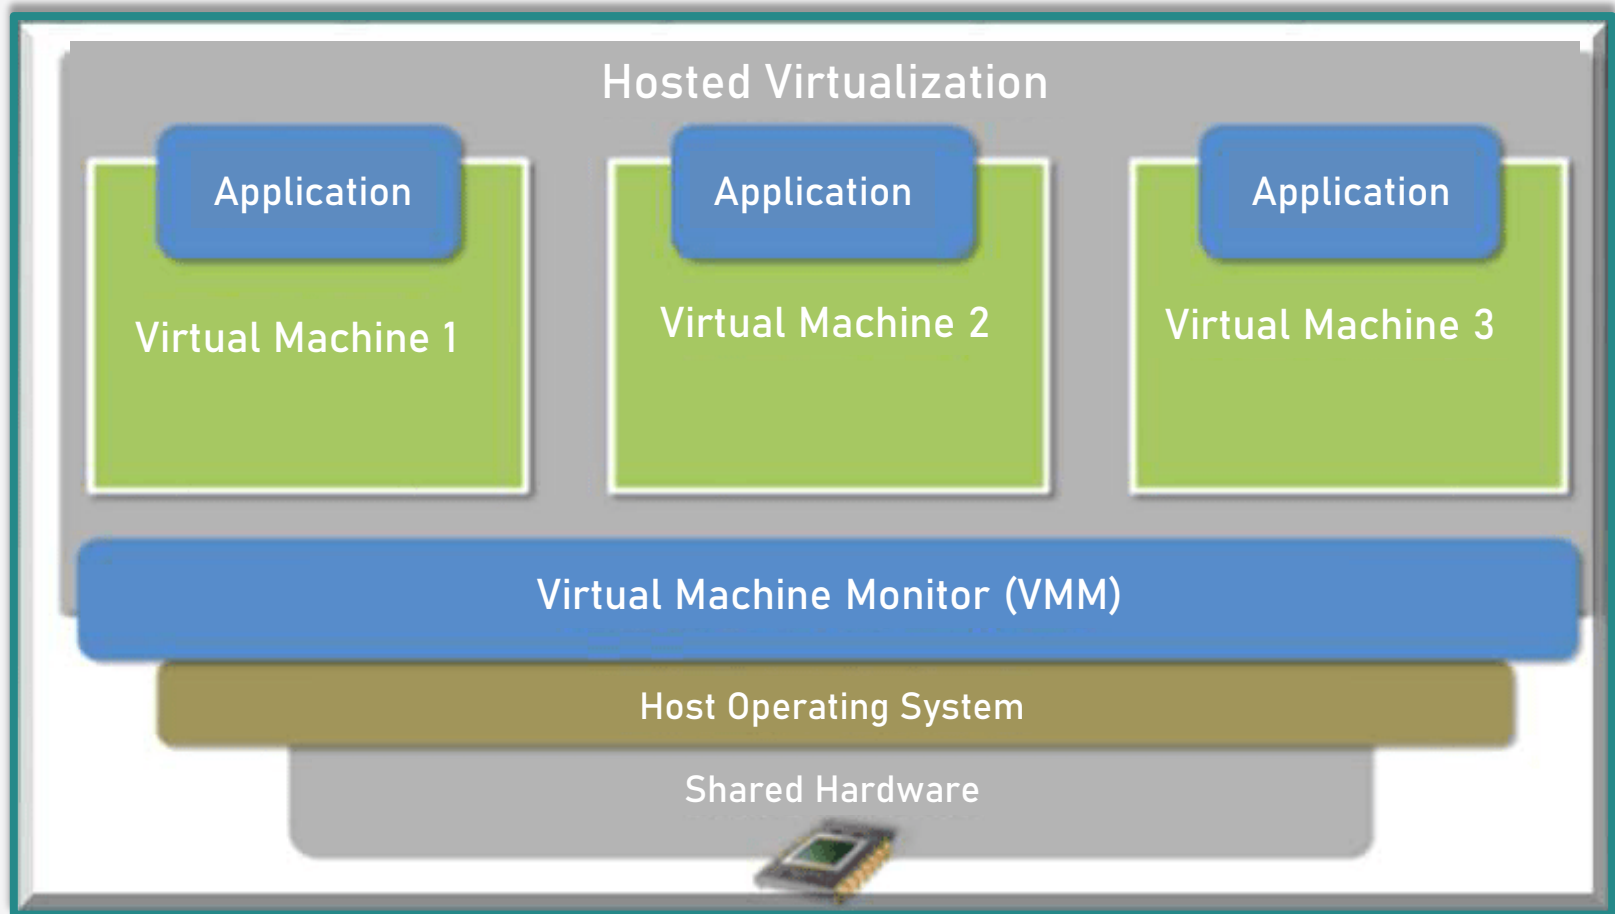 Hosted Virtualization
Application
Application
Application
Virtual Machine 1
Virtual Machine 2
Virtual Machine 3
Virtual Machine Monitor (VMM)
Host Operating System
Shared Hardware